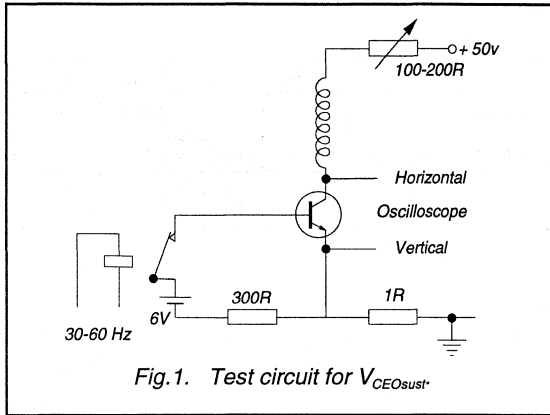 + 50v
100-200R
Horizontal
Oscilloscope
Vertical
300R
1R
6V
30-60 Hz
Fig.1. Test circuit for VCEOsust.